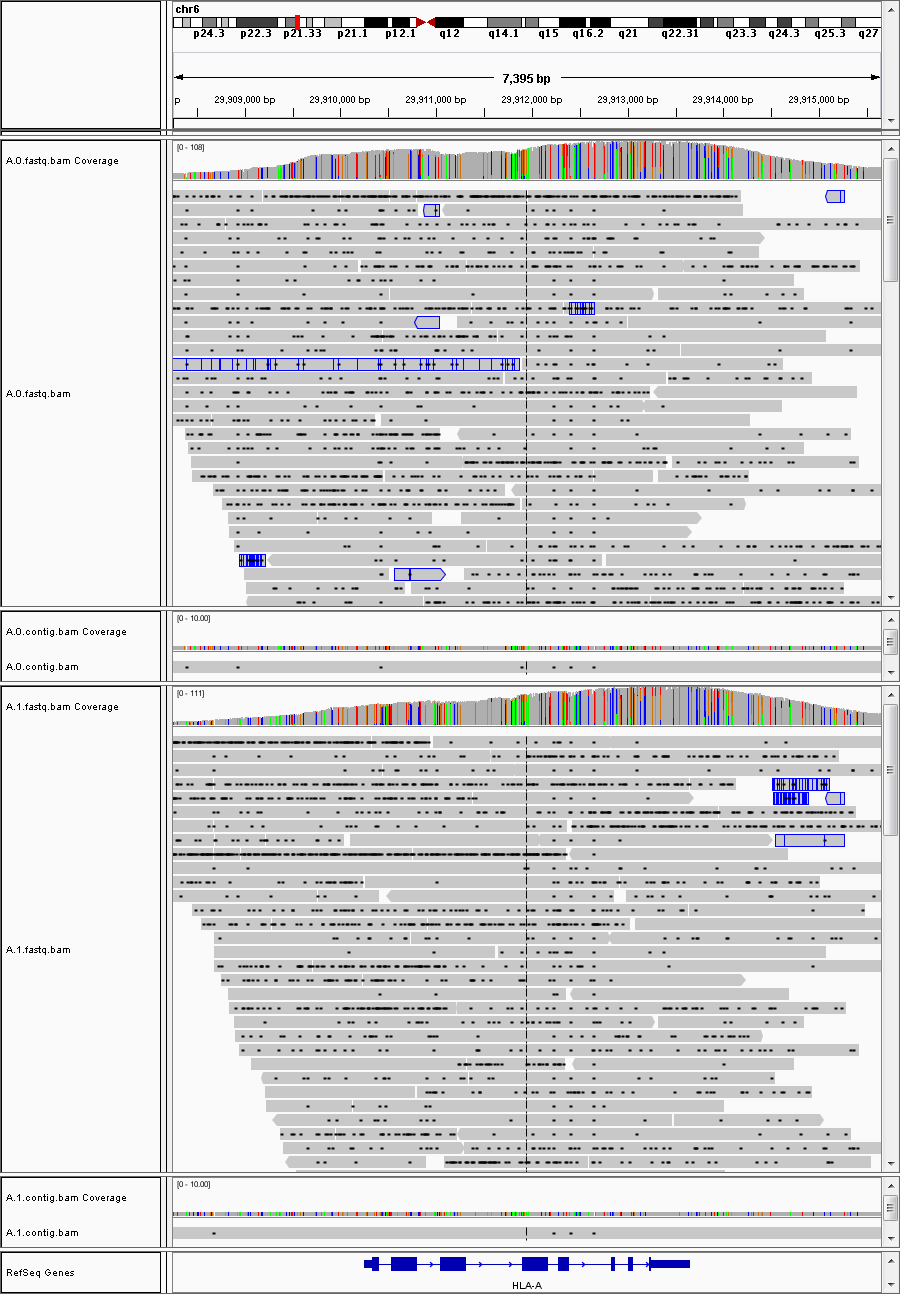 chr6
p24.3 p22.3 p21.33 p21.1 p12.1 q12 q14.1 q15 q16.2 q21 q22.31 q23.3 q24.3 q25.3 q27
7,395 bp
p 29,909,000 bp 29,910,000 bp 29,911,000 bp 29,912,000 bp 29,913,000 bp 29,914,000 bp 29,915,000 bp
[0 - 108]
A.0.fastq.bam Coverage
A.0.fastq.bam
[0 - 10.00]
A.0.contig.bam Coverage
A.0.contig.bam
[0 - 111]
A.1.fastq.bam Coverage
A.1.fastq.bam
[0 - 10.00]
A.1.contig.bam Coverage
A.1.contig.bam
RefSeq Genes
HLA-A